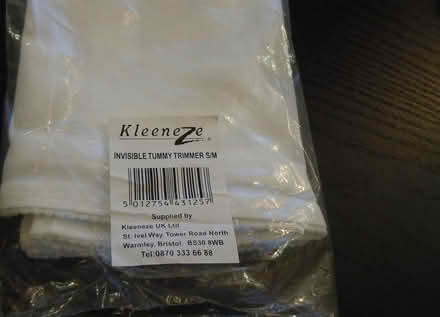 Kleeneze
INVISIBLE TUMMY TRIMMER S/M
5 012754 431257
Supplied by
Kleeneze UK Ltd
St. Ivel Way, Tower Road North
Warmley, Bristol. BS30 8WB
Tel:0870 333 66 88